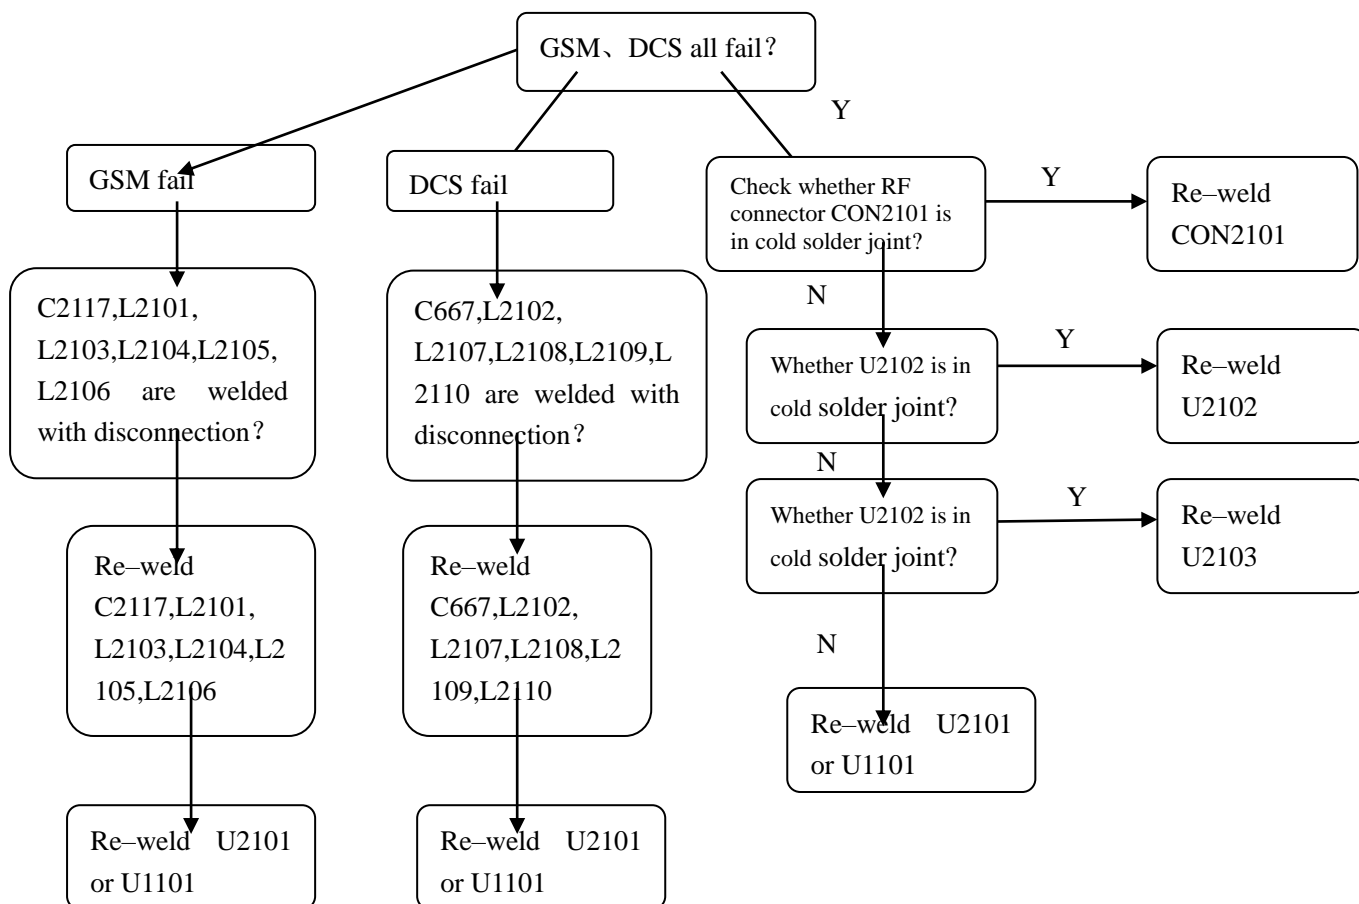 GSM、DCS all fail？
Y
GSM fail
DCS fail
Check whether RF
connector CON2101 is
in cold solder joint？
Y
Re–weld
CON2101
C2117,L2101,
L2103,L2104,L2105,
L2106 are welded
with disconnection？
C667,L2102,
L2107,L2108,L2109,L
2110 are welded with
disconnection？
N
Whether U2102 is in
cold solder joint？
Y
Re–weld
U2102
N
Whether U2102 is in
cold solder joint？
Y
Re–weld
U2103
Re–weld
C2117,L2101,
L2103,L2104,L2
105,L2106
Re–weld
C667,L2102,
L2107,L2108,L2
109,L2110
N
Re–weld U2101
or U1101
Re–weld U2101
or U1101
Re–weld U2101
or U1101